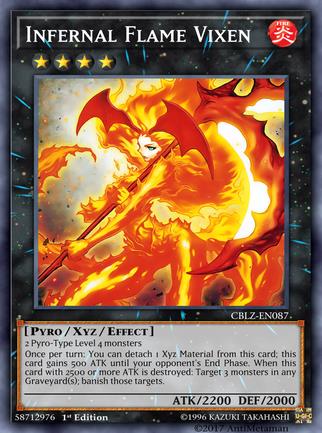 INFERNAL FLAME VIXEN
FIRE
炎
CBLZ-EN087
[PYRO / XYZ / EFFECT]
2 Pyro-Type Level 4 monsters
Once per turn: You can detach 1 Xyz Material from this card; this
card gains 500 ATK until your opponent's End Phase. When this
card with 2500 or more ATK is destroyed: Target 3 monsters in any
Graveyard(s); banish those targets.
ATK/2200 DEF/2000
58712976 1st Edition ©1996 KAZUKI TAKAHASHI
©2017 AntiMetaman